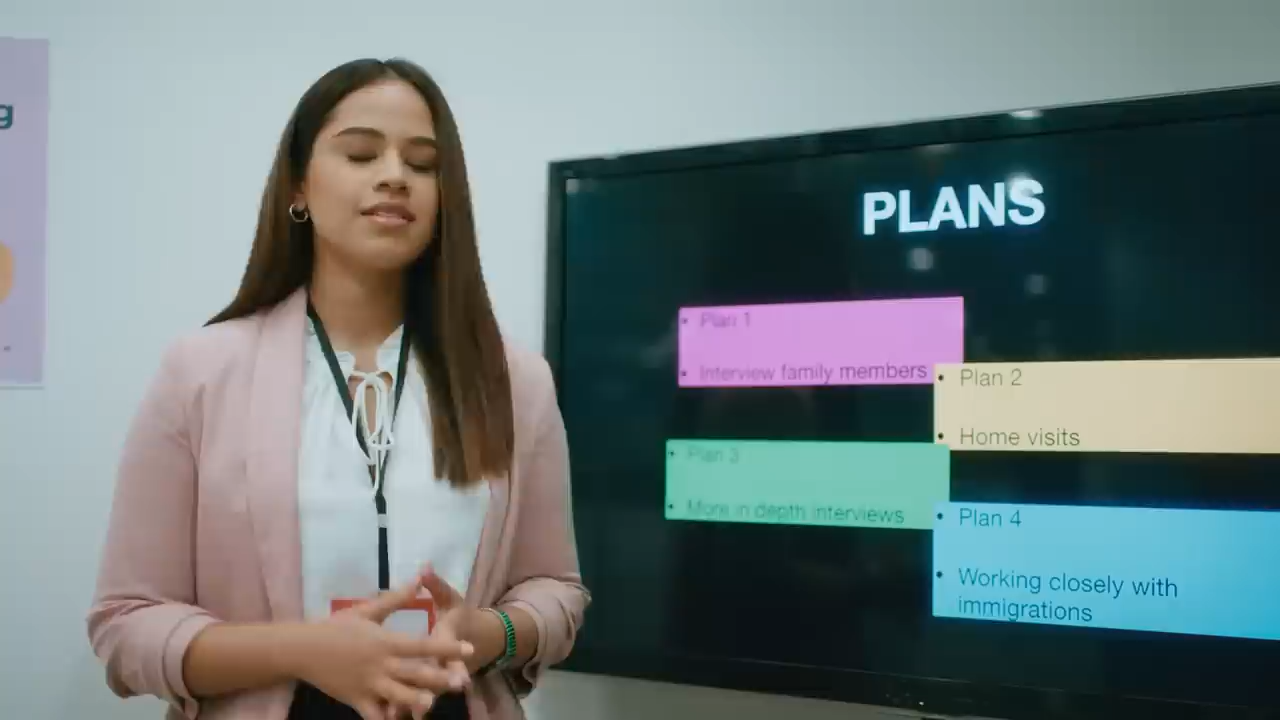 g
PLANS
• Plan 1
• Interview family members
• Plan 2
• Home visits
• Plan 3
• More in depth interviews
• Plan 4
• Working closely with
immigrations